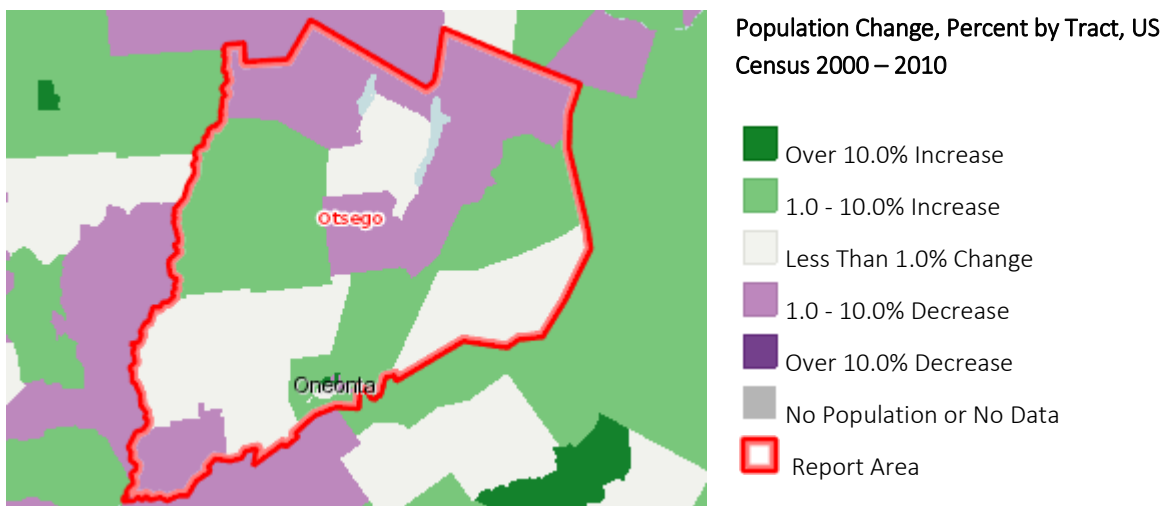 Population Change, Percent by Tract, US
Census 2000 – 2010
Over 10.0% Increase
1.0 - 10.0% Increase
Less Than 1.0% Change
1.0 - 10.0% Decrease
Over 10.0% Decrease
No Population or No Data
Report Area
Otsego
Oneonta